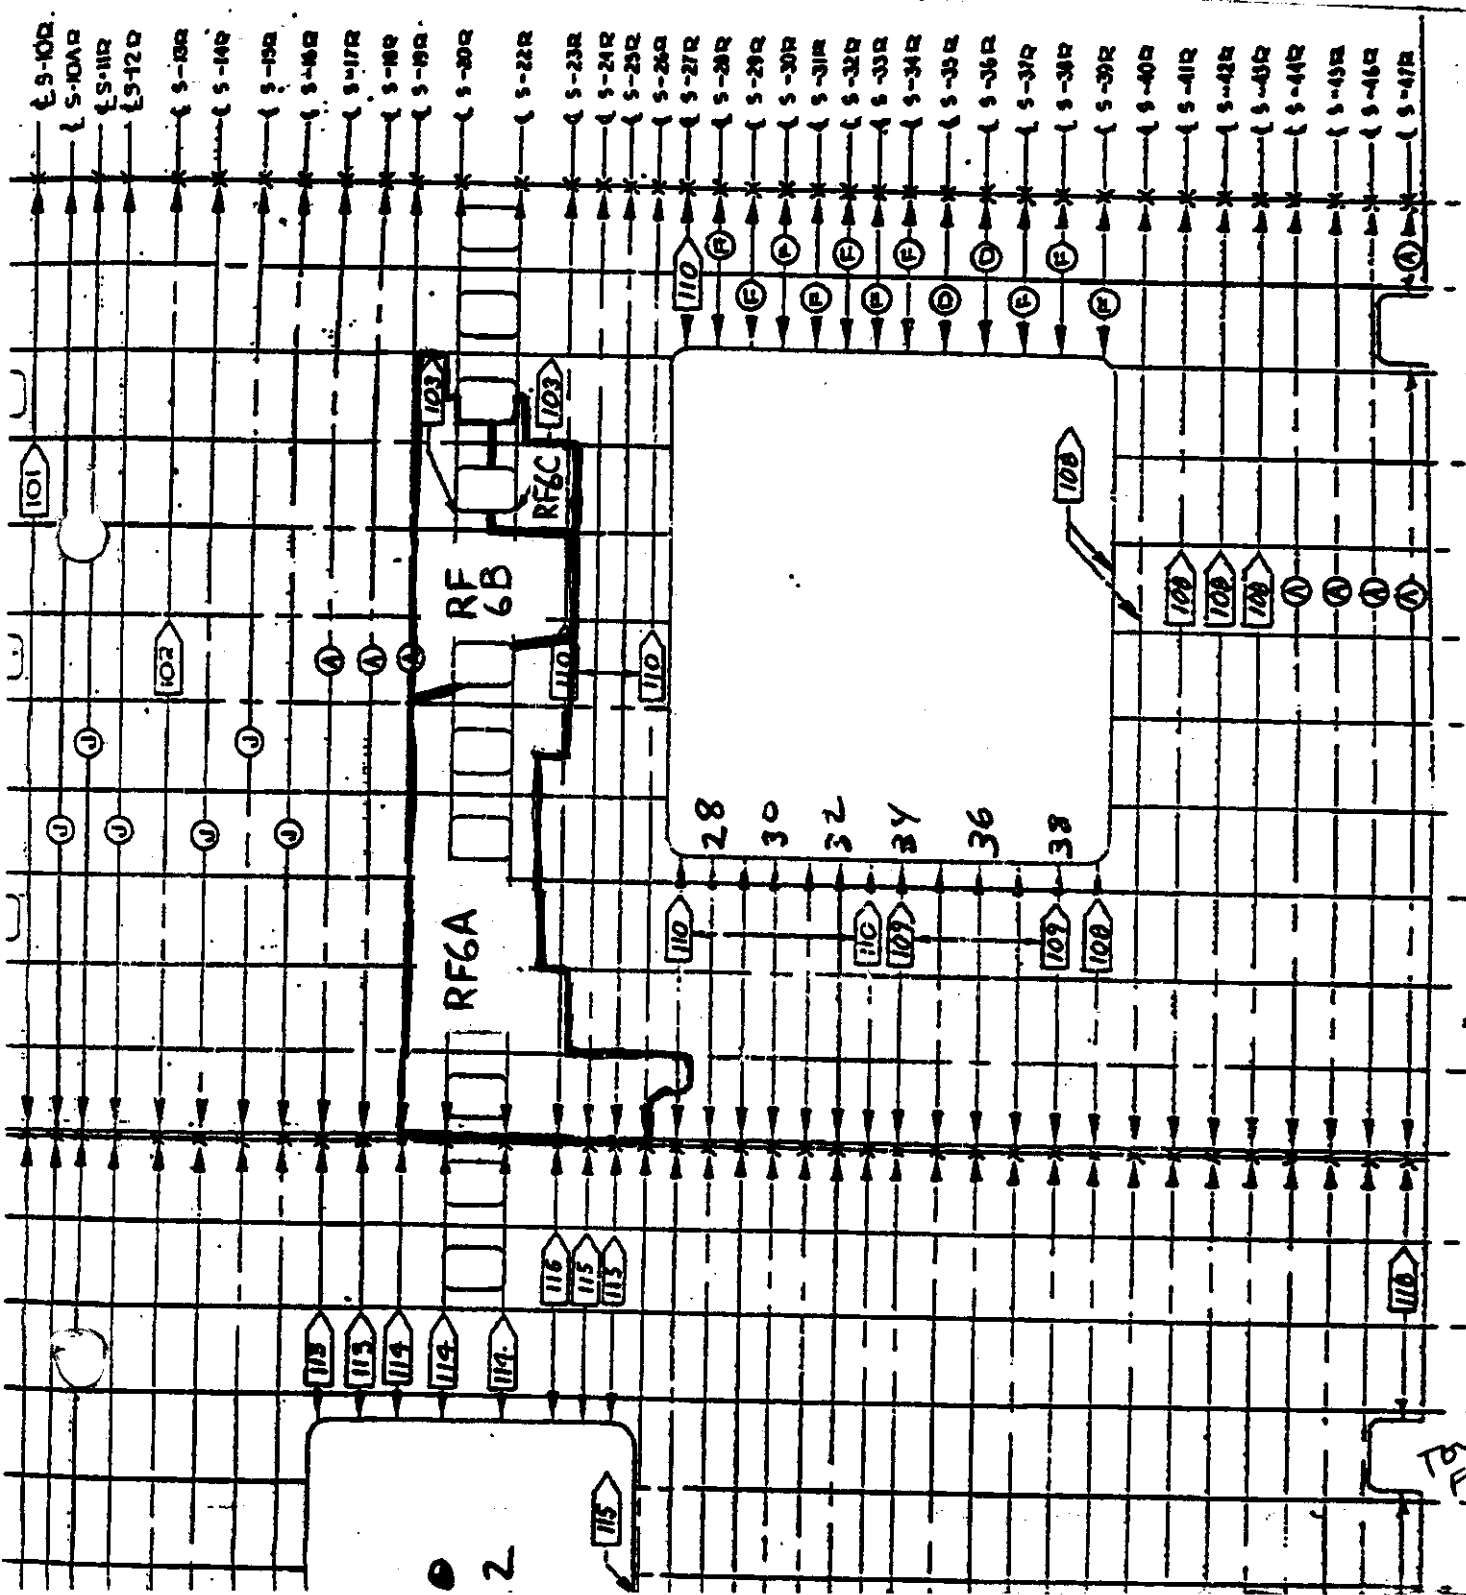 ℄ S-10R
℄ S-10AR
℄ S-11R
℄ S-12R
℄ S-13R
℄ S-14R
℄ S-15R
℄ S-16R
℄ S-17R
℄ S-18R
℄ S-19R
℄ S-20R
℄ S-22R
℄ S-23R
℄ S-24R
℄ S-25R
℄ S-26R
℄ S-27R
℄ S-28R
℄ S-29R
℄ S-30R
℄ S-31R
℄ S-32R
℄ S-33R
℄ S-34R
℄ S-35R
℄ S-36R
℄ S-37R
℄ S-38R
℄ S-39R
℄ S-40R
℄ S-41R
℄ S-42R
℄ S-43R
℄ S-44R
℄ S-45R
℄ S-46R
℄ S-47R
110
F
F
F
F
F
F
D
F
D
F
F
A
103
103
101
RF6C
108
RF
6B
102
A
A
A
110
110
108
108
108
A
A
A
A
J
J
J
J
J
J
28
30
32
34
36
38
RF6A
110
110
109
109
108
116
115
115
118
113
113
114
114
114
115
2